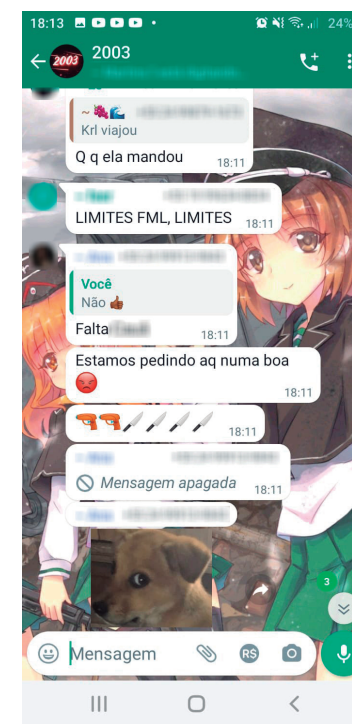 18:13
24%
2003
2003
~ 🍇🌊
Krl viajou
Q q ela mandou 18:11
LIMITES FML, LIMITES 18:11
Você
Não 👍🏾
Falta
18:11
Estamos pedindo aq numa boa
😡
18:11
🔫🔫🔪🔪🔪🔪 18:11
Mensagem apagada 18:11
3
Mensagem
RS